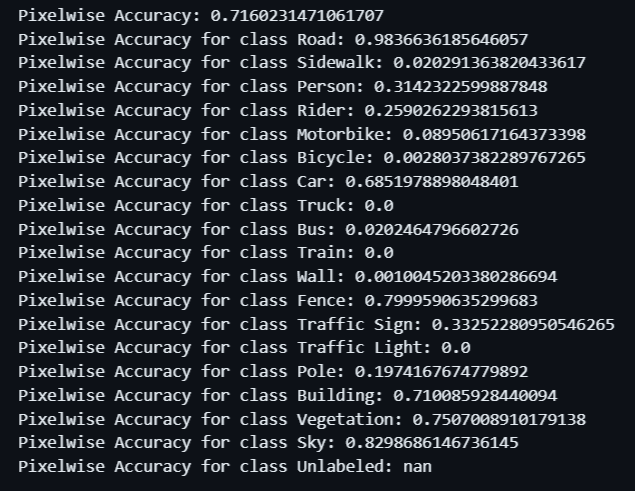 Pixelwise Accuracy: 0.7160231471061707
Pixelwise Accuracy for class Road: 0.9836636185646057
Pixelwise Accuracy for class Sidewalk: 0.020291363820433617
Pixelwise Accuracy for class Person: 0.3142322599887848
Pixelwise Accuracy for class Rider: 0.2590262293815613
Pixelwise Accuracy for class Motorbike: 0.08950617164373398
Pixelwise Accuracy for class Bicycle: 0.0028037382289767265
Pixelwise Accuracy for class Car: 0.6851978898048401
Pixelwise Accuracy for class Truck: 0.0
Pixelwise Accuracy for class Bus: 0.0202464796602726
Pixelwise Accuracy for class Train: 0.0
Pixelwise Accuracy for class Wall: 0.0010045203380286694
Pixelwise Accuracy for class Fence: 0.7999590635299683
Pixelwise Accuracy for class Traffic Sign: 0.33252280950546265
Pixelwise Accuracy for class Traffic Light: 0.0
Pixelwise Accuracy for class Pole: 0.1974167674779892
Pixelwise Accuracy for class Building: 0.710085928440094
Pixelwise Accuracy for class Vegetation: 0.7507008910179138
Pixelwise Accuracy for class Sky: 0.8298686146736145
Pixelwise Accuracy for class Unlabeled: nan